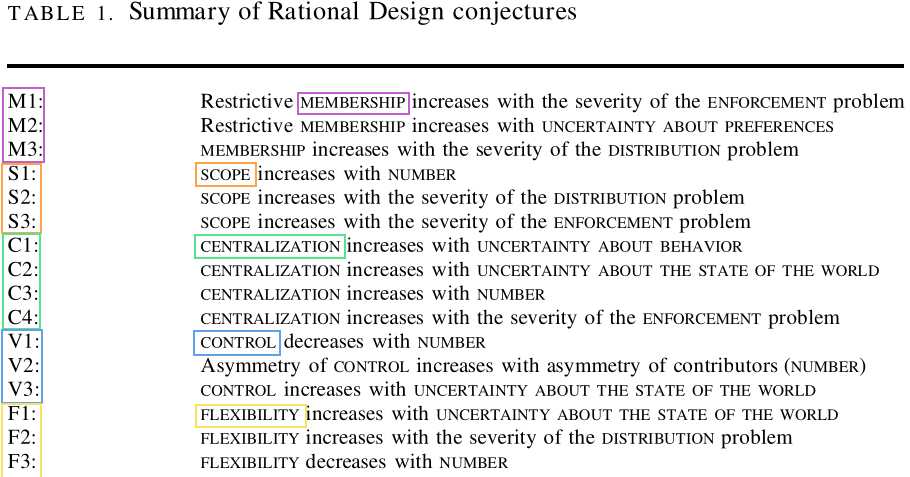 TABLE 1. Summary of Rational Design conjectures
M1: Restrictive MEMBERSHIP increases with the severity of the ENFORCEMENT problem
M2: Restrictive MEMBERSHIP increases with UNCERTAINTY ABOUT PREFERENCES
M3: MEMBERSHIP increases with the severity of the DISTRIBUTION problem
S1: SCOPE increases with NUMBER
S2: SCOPE increases with the severity of the DISTRIBUTION problem
S3: SCOPE increases with the severity of the ENFORCEMENT problem
C1: CENTRALIZATION increases with UNCERTAINTY ABOUT BEHAVIOR
C2: CENTRALIZATION increases with UNCERTAINTY ABOUT THE STATE OF THE WORLD
C3: CENTRALIZATION increases with NUMBER
C4: CENTRALIZATION increases with the severity of the ENFORCEMENT problem
V1: CONTROL decreases with NUMBER
V2: Asymmetry of CONTROL increases with asymmetry of contributors (NUMBER)
V3: CONTROL increases with UNCERTAINTY ABOUT THE STATE OF THE WORLD
F1: FLEXIBILITY increases with UNCERTAINTY ABOUT THE STATE OF THE WORLD
F2: FLEXIBILITY increases with the severity of the DISTRIBUTION problem
F3: FLEXIBILITY decreases with NUMBER